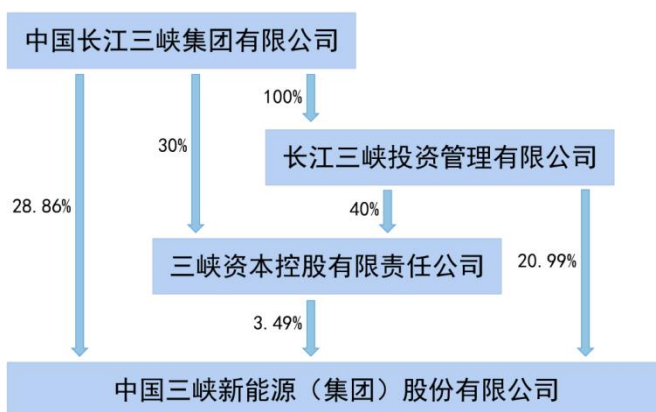 中国长江三峡集团有限公司
100%
30%
长江三峡投资管理有限公司
28.86%
40%
三峡资本控股有限责任公司
20.99%
3.49%
中国三峡新能源（集团）股份有限公司